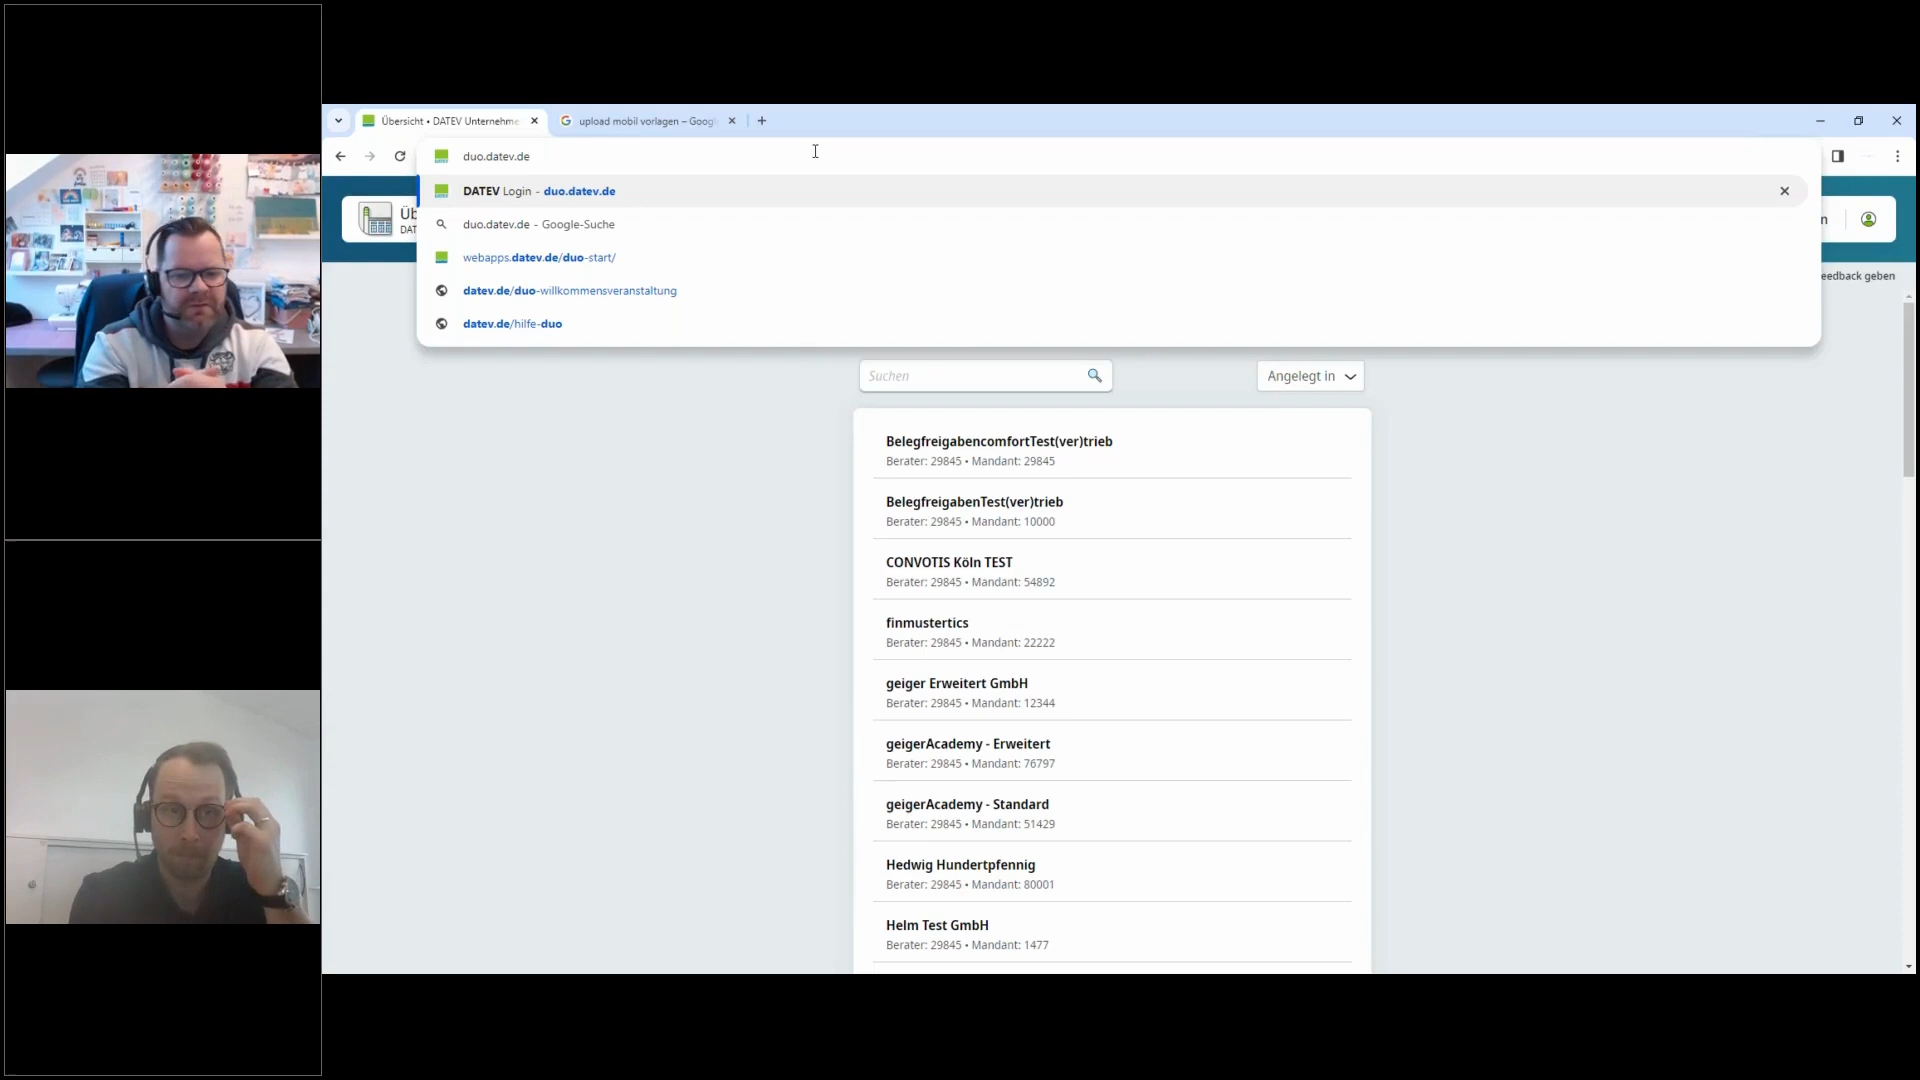 Übersicht • DATEV Unterneh
upload mobil vorlagen – Goog
duo.datev.de
DATEV Login - duo.datev.de
duo.datev.de - Google-Suche
webapps.datev.de/duo-start/
datev.de/duo-willkommensveranstaltung
datev.de/hilfe-duo
Üb
DAT
n
eedback geben
Suchen
Angelegt in
BelegfreigabencomfortTest(ver)trieb
Berater: 29845 • Mandant: 29845
BelegfreigabenTest(ver)trieb
Berater: 29845 • Mandant: 10000
CONVOTIS Köln TEST
Berater: 29845 • Mandant: 54892
finmustertics
Berater: 29845 • Mandant: 22222
geiger Erweitert GmbH
Berater: 29845 • Mandant: 12344
geigerAcademy - Erweitert
Berater: 29845 • Mandant: 76797
geigerAcademy - Standard
Berater: 29845 • Mandant: 51429
Hedwig Hundertpfennig
Berater: 29845 • Mandant: 80001
Helm Test GmbH
Berater: 29845 • Mandant: 1477